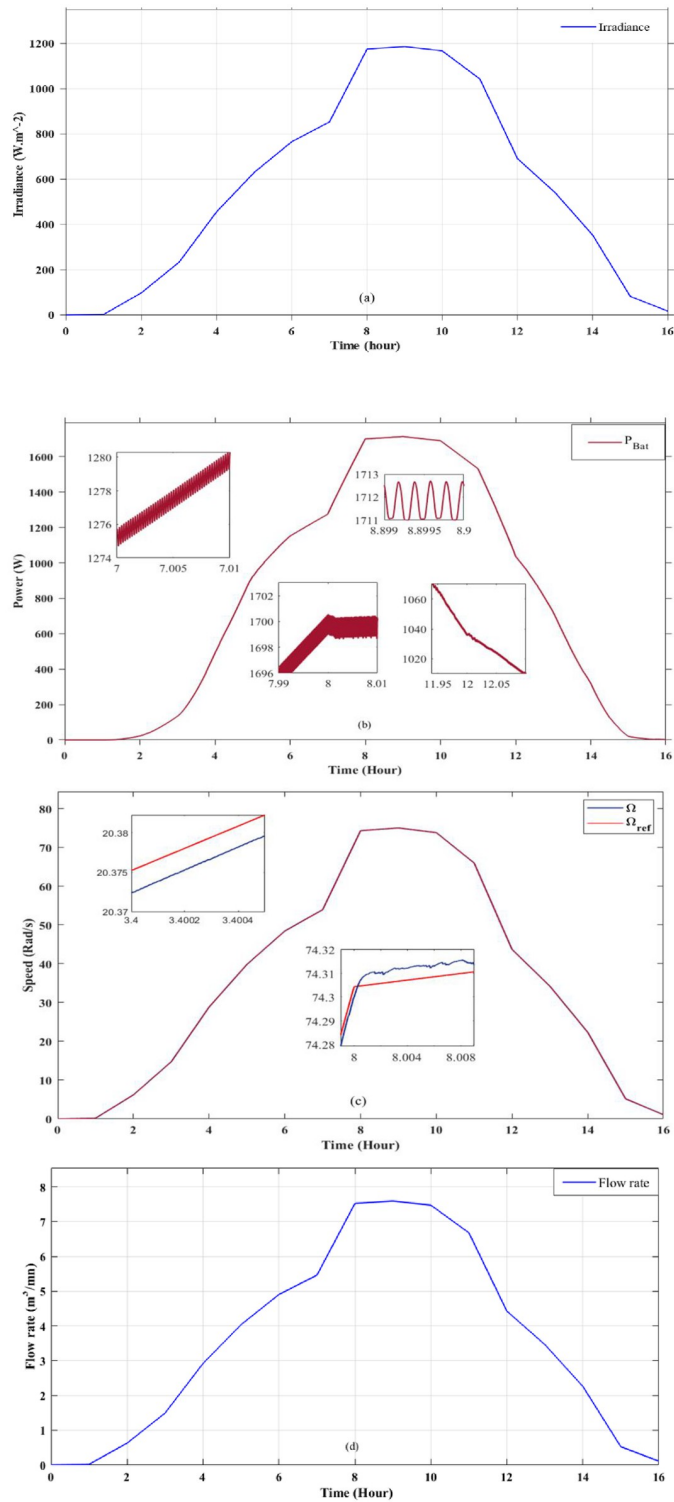 Irradiance
1200
1000
800
600
400
200
0
Irradiance (W.m^-2)
(a)
0 2 4 6 8 10 12 14 16
Time (hour)
P_Bat
1600
1400
1200
1000
800
600
400
200
0
Power (W)
1280
1278
1276
1274
7 7.005 7.01
1713
1712
1711
8.899 8.8995 8.9
1702
1700
1698
1696
7.99 8 8.01
1060
1040
1020
11.95 12 12.05
(b)
0 2 4 6 8 10 12 14 16
Time (Hour)
Ω
Ω_ref
80
70
60
50
40
30
20
10
0
Speed (Rad/s)
20.38
20.375
20.37
3.4 3.4002 3.4004
74.32
74.31
74.3
74.29
74.28
8 8.004 8.008
(c)
0 2 4 6 8 10 12 14 16
Time (Hour)
Flow rate
8
7
6
5
4
3
2
1
0
Flow rate (m³/mn)
(d)
0 2 4 6 8 10 12 14 16
Time (Hour)